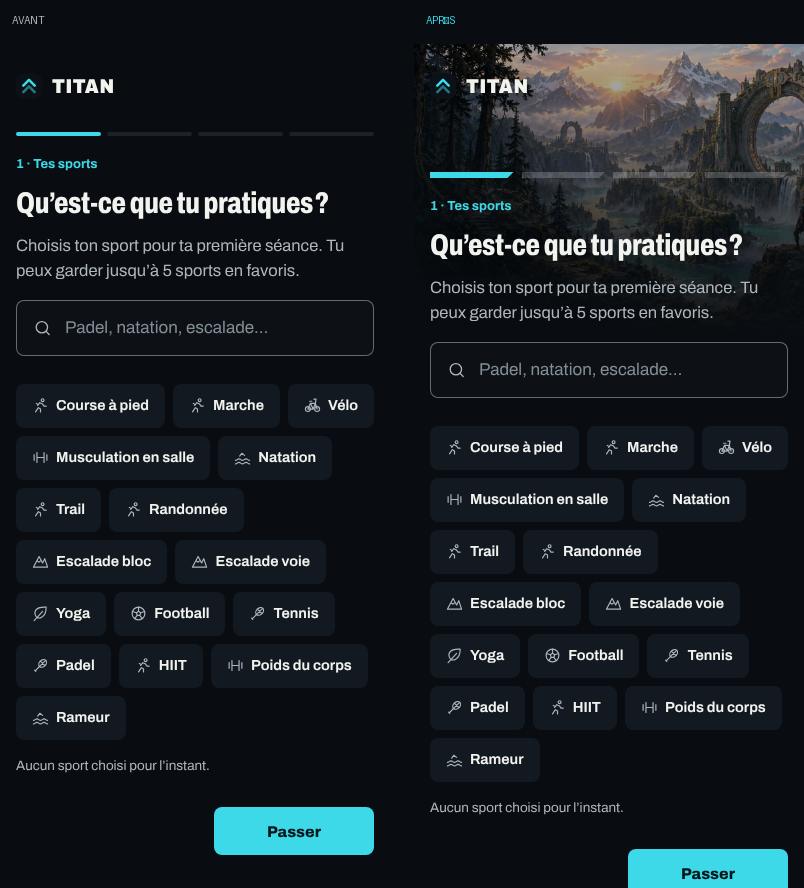 AVANT
TITAN
1 · Tes sports
Qu’est-ce que tu pratiques ?
Choisis ton sport pour ta première séance. Tu
peux garder jusqu’à 5 sports en favoris.
Padel, natation, escalade…
Course à pied
Marche
Vélo
Musculation en salle
Natation
Trail
Randonnée
Escalade bloc
Escalade voie
Yoga
Football
Tennis
Padel
HIIT
Poids du corps
Rameur
Aucun sport choisi pour l’instant.
Passer
APR▯S
TITAN
1 · Tes sports
Qu’est-ce que tu pratiques ?
Choisis ton sport pour ta première séance. Tu
peux garder jusqu’à 5 sports en favoris.
Padel, natation, escalade…
Course à pied
Marche
Vélo
Musculation en salle
Natation
Trail
Randonnée
Escalade bloc
Escalade voie
Yoga
Football
Tennis
Padel
HIIT
Poids du corps
Rameur
Aucun sport choisi pour l’instant.
Passer